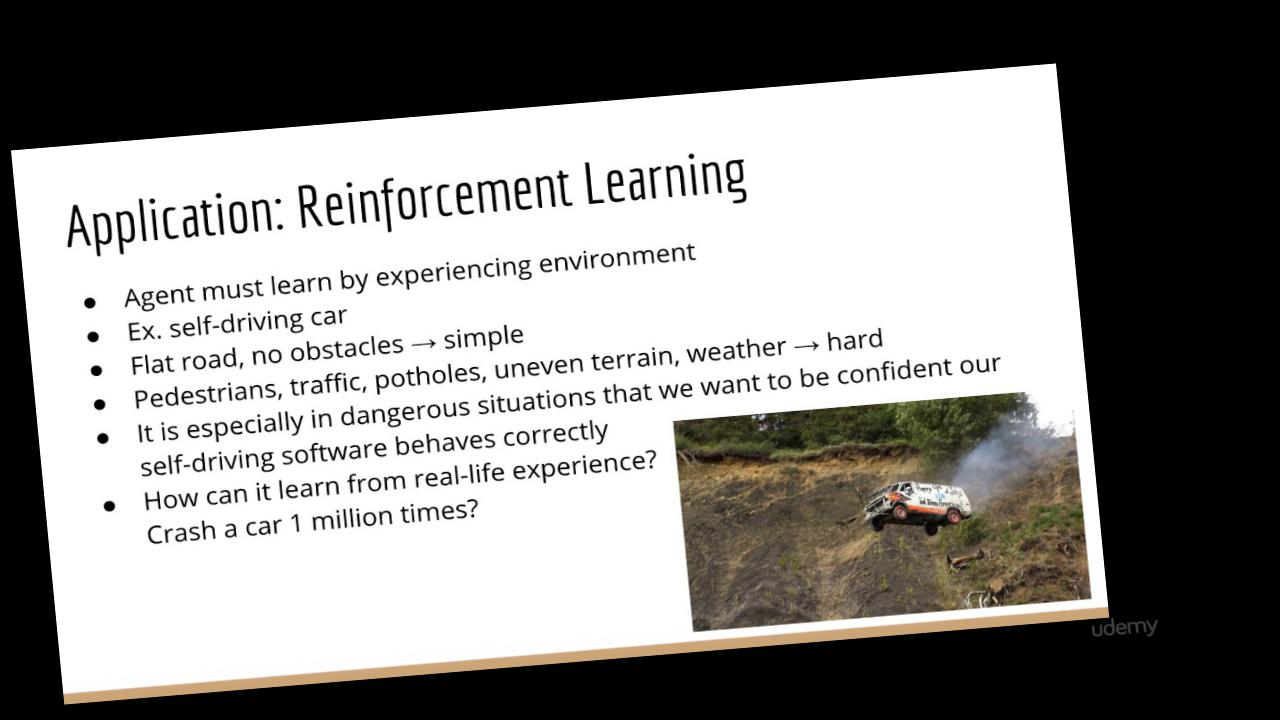 Application: Reinforcement Learning
● Agent must learn by experiencing environment
● Ex. self-driving car
● Flat road, no obstacles → simple
● Pedestrians, traffic, potholes, uneven terrain, weather → hard
● It is especially in dangerous situations that we want to be confident our
self-driving software behaves correctly
● How can it learn from real-life experience?
Crash a car 1 million times?
udemy